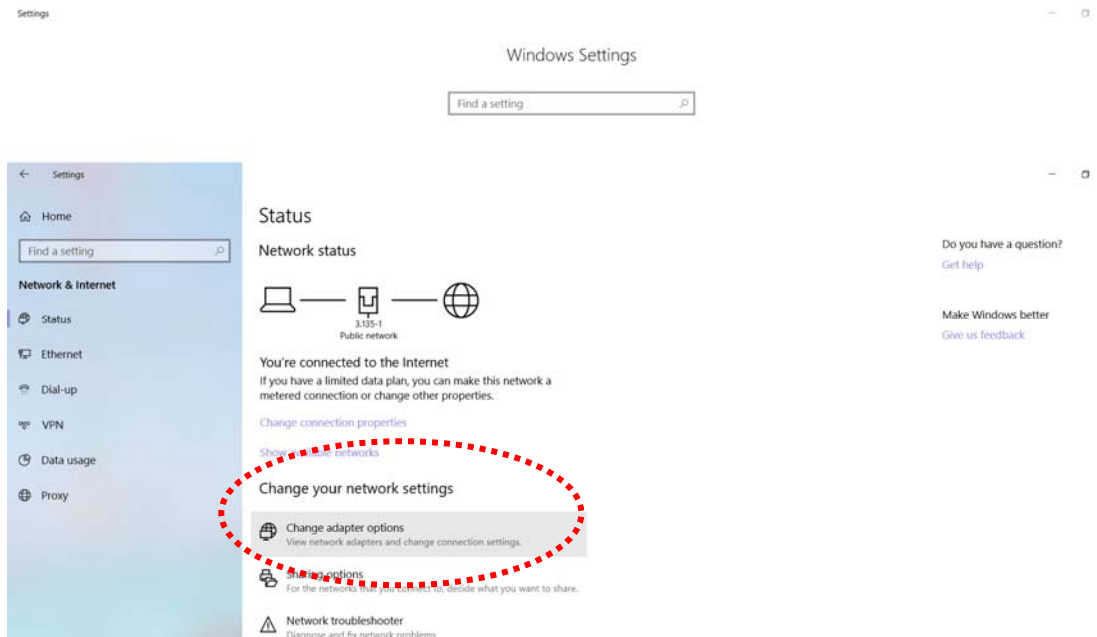 Settings
Windows Settings
Find a setting
Settings
Home
Find a setting
Network & Internet
Status
Ethernet
Dial-up
VPN
Data usage
Proxy
Status
Network status
3.135-1
Public network
You're connected to the Internet
If you have a limited data plan, you can make this network a
metered connection or change other properties.
Change connection properties
Show available networks
Change your network settings
Change adapter options
View network adapters and change connection settings.
Sharing options
For the networks that you connect to, decide what you want to share.
Network troubleshooter
Diagnose and fix network problems.
Do you have a question?
Get help
Make Windows better
Give us feedback